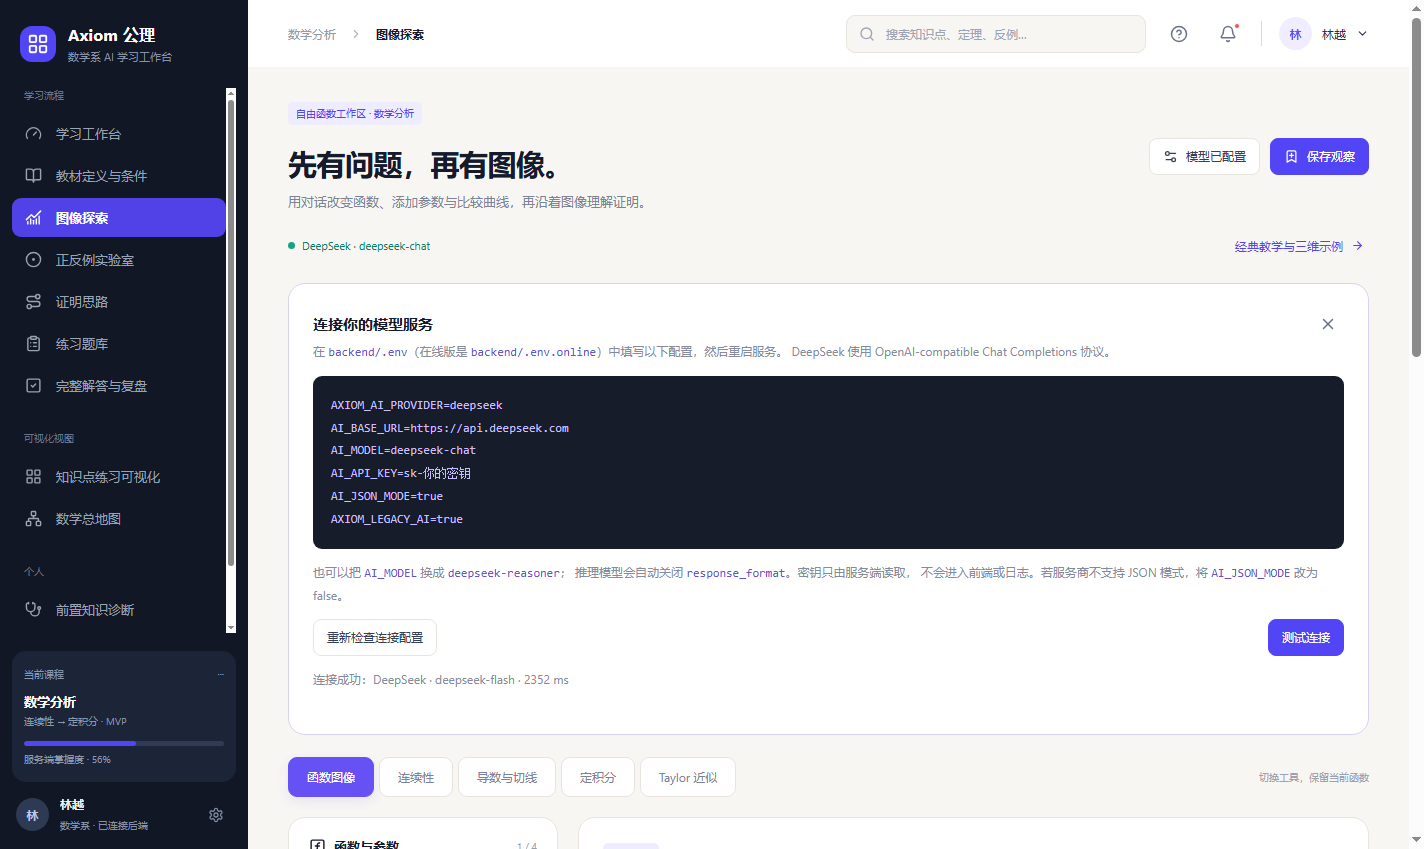 Axiom 公理
数学系 AI 学习工作台
学习流程
学习工作台
教材定义与条件
图像探索
正反例实验室
证明思路
练习题库
完整解答与复盘
可视化视图
知识点练习可视化
数学总地图
个人
前置知识诊断
当前课程
数学分析
连续性 → 定积分 · MVP
服务端掌握度 · 56%
林
林越
数学系 · 已连接后端
数学分析 > 图像探索
搜索知识点、定理、反例...
林 林越
自由函数工作区 · 数学分析
先有问题，再有图像。
用对话改变函数、添加参数与比较曲线，再沿着图像理解证明。
模型已配置
保存观察
DeepSeek · deepseek-chat
经典教学与三维示例 →
连接你的模型服务
在 backend/.env（在线版是 backend/.env.online）中填写以下配置，然后重启服务。 DeepSeek 使用 OpenAI-compatible Chat Completions 协议。
AXIOM_AI_PROVIDER=deepseek
AI_BASE_URL=https://api.deepseek.com
AI_MODEL=deepseek-chat
AI_API_KEY=sk-你的密钥
AI_JSON_MODE=true
AXIOM_LEGACY_AI=true
也可以把 AI_MODEL 换成 deepseek-reasoner； 推理模型会自动关闭 response_format。密钥只由服务端读取， 不会进入前端或日志。若服务商不支持 JSON 模式，将 AI_JSON_MODE 改为
false。
重新检查连接配置
测试连接
连接成功：DeepSeek · deepseek-flash · 2352 ms
函数图像
连续性
导数与切线
定积分
Taylor 近似
切换工具，保留当前函数
函数与参数
1 / 4